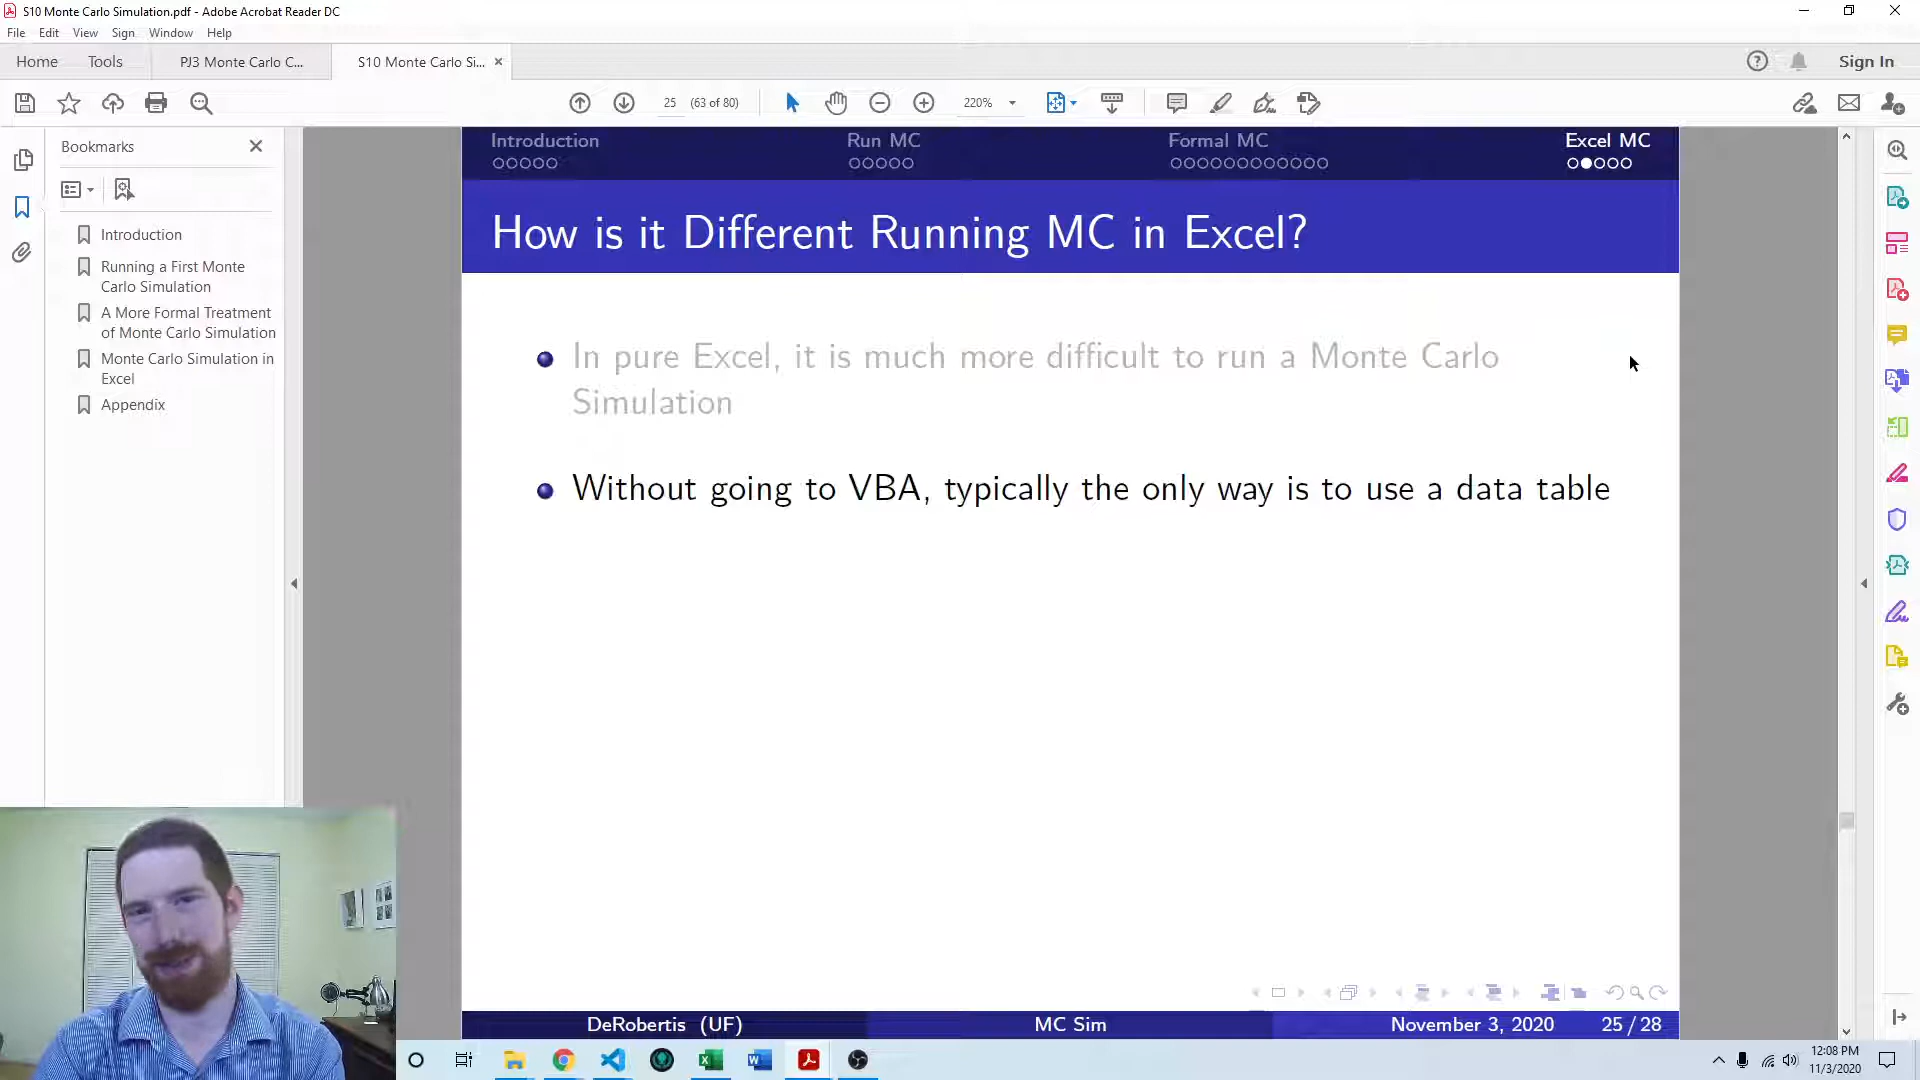 S10 Monte Carlo Simulation.pdf - Adobe Acrobat Reader DC
File Edit View Sign Window Help
Home Tools PJ3 Monte Carlo C... S10 Monte Carlo Si... Sign In
25 (63 of 80) 220%
Bookmarks
Introduction
Running a First Monte
Carlo Simulation
A More Formal Treatment
of Monte Carlo Simulation
Monte Carlo Simulation in
Excel
Appendix
Introduction Run MC Formal MC Excel MC
How is it Different Running MC in Excel?
In pure Excel, it is much more difficult to run a Monte Carlo
Simulation
Without going to VBA, typically the only way is to use a data table
DeRobertis (UF) MC Sim November 3, 2020 25 / 28
12:08 PM
11/3/2020